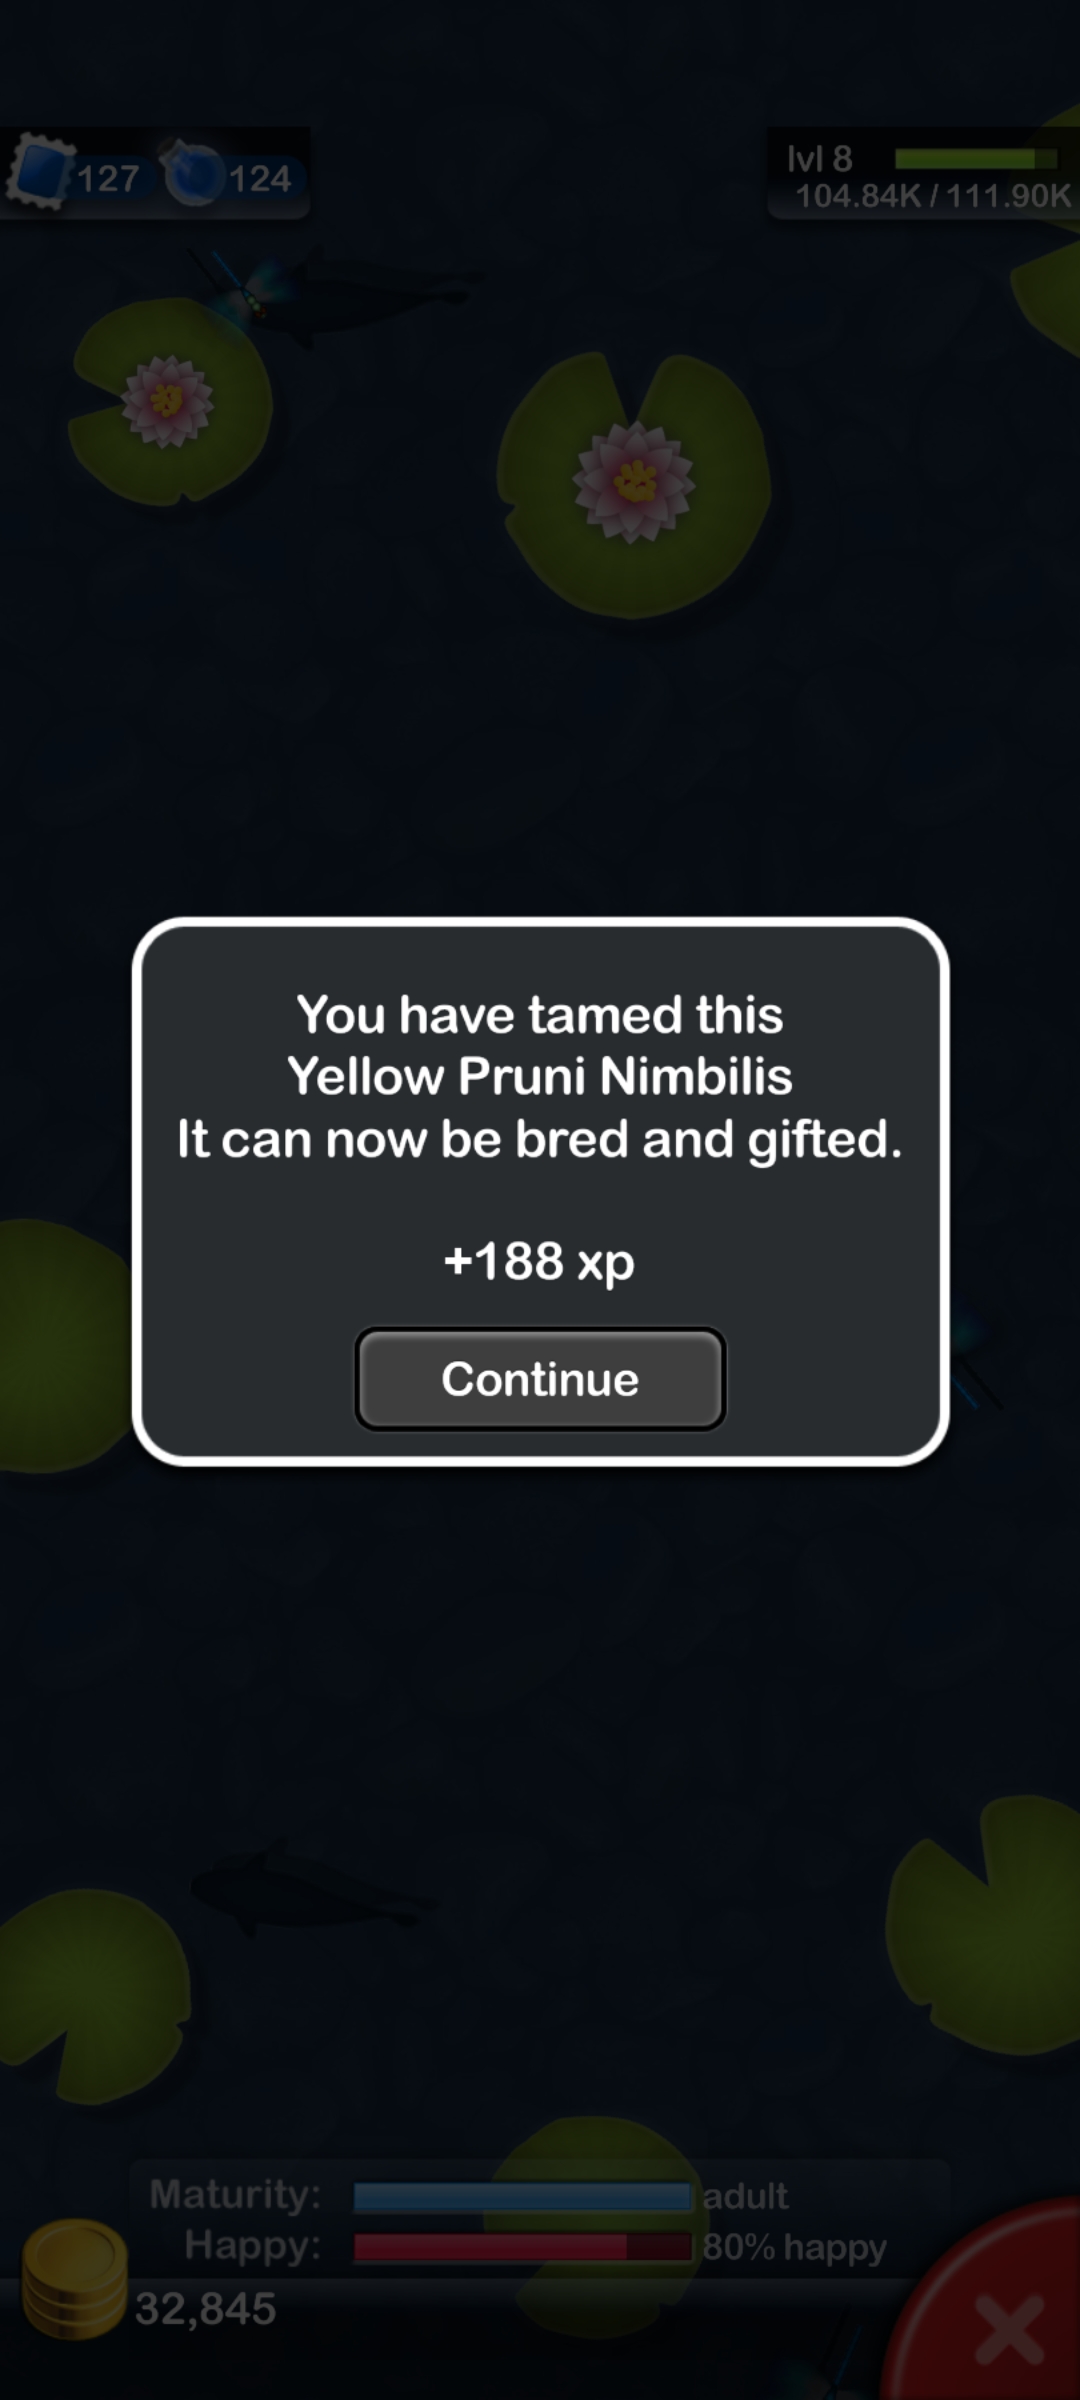 127 124
lvl 8
104.84K / 111.90K
You have tamed this
Yellow Pruni Nimbilis
It can now be bred and gifted.
+188 xp
Continue
Maturity: adult
Happy: 80% happy
32,845